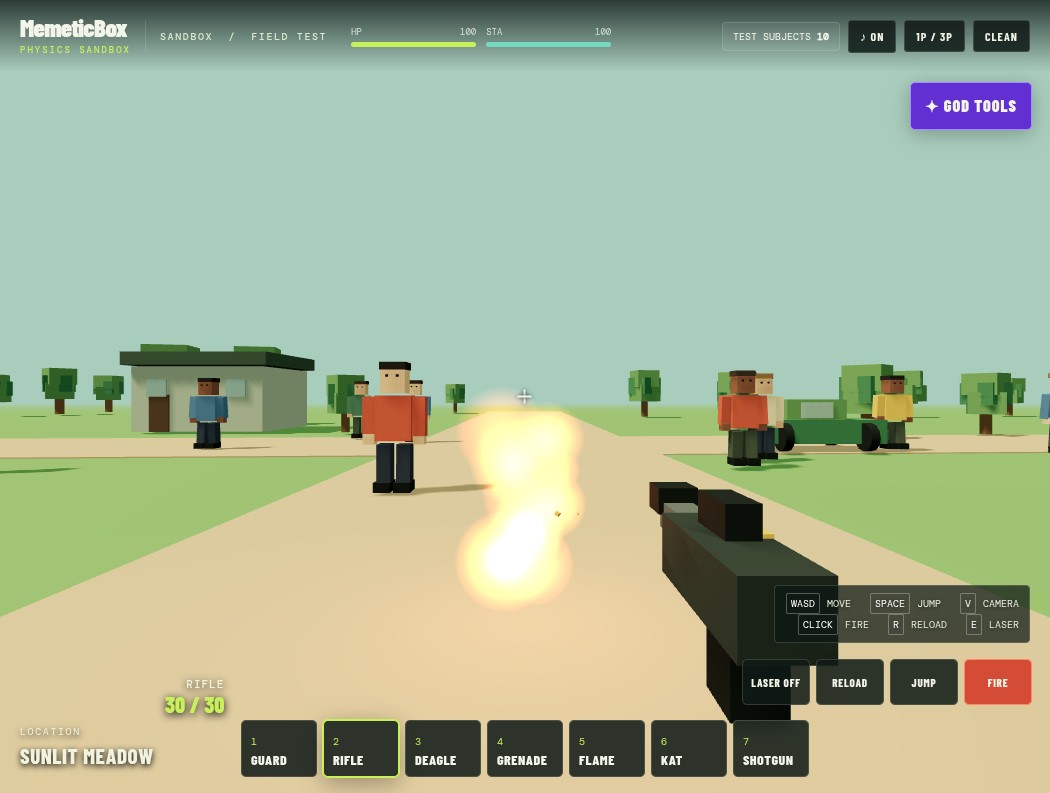 MemeticBox
PHYSICS SANDBOX
SANDBOX / FIELD TEST
HP 100
STA 100
TEST SUBJECTS 10
♪ ON
1P / 3P
CLEAN
✦ GOD TOOLS
WASD MOVE SPACE JUMP V CAMERA
CLICK FIRE R RELOAD E LASER
LASER OFF
RELOAD
JUMP
FIRE
RIFLE
30 / 30
LOCATION
SUNLIT MEADOW
1
GUARD
2
RIFLE
3
DEAGLE
4
GRENADE
5
FLAME
6
KAT
7
SHOTGUN